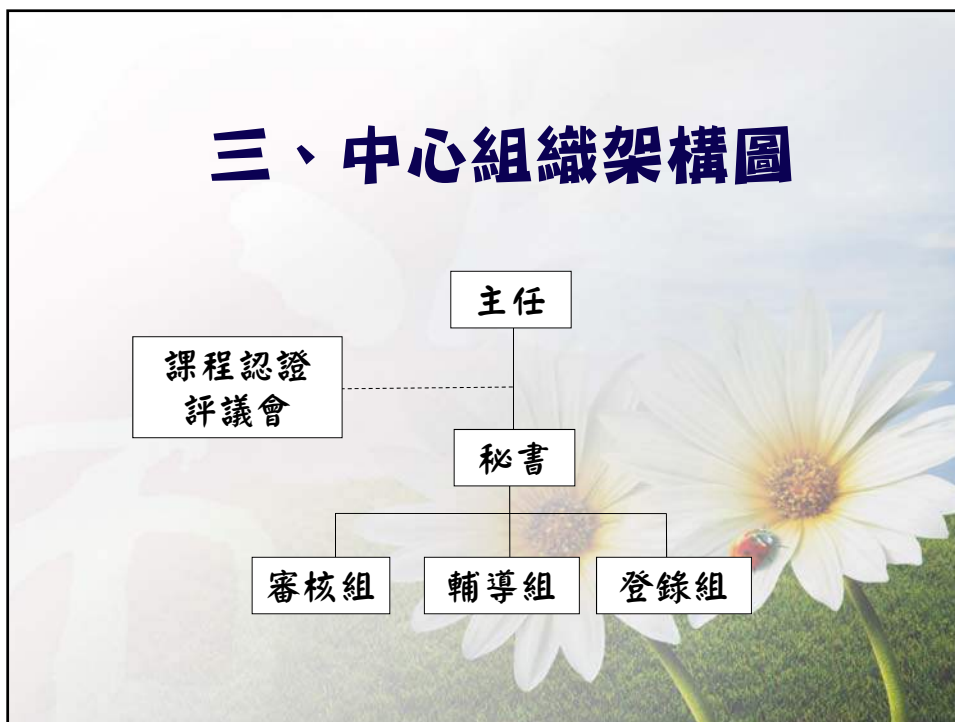 三、中心組織架構圖
主任
課程認證
評議會
秘書
審核組
輔導組
登錄組